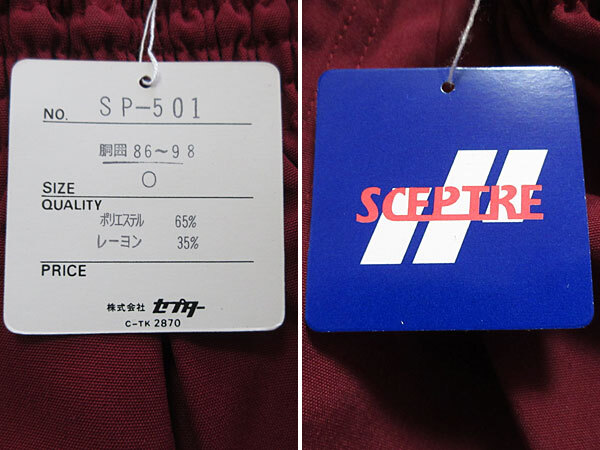 NO. SP-501
胴囲 86~98
SIZE O
QUALITY
ポリエステル 65%
レーヨン 35%
PRICE
株式会社 セプター
C-TK 2870
SCEPTRE